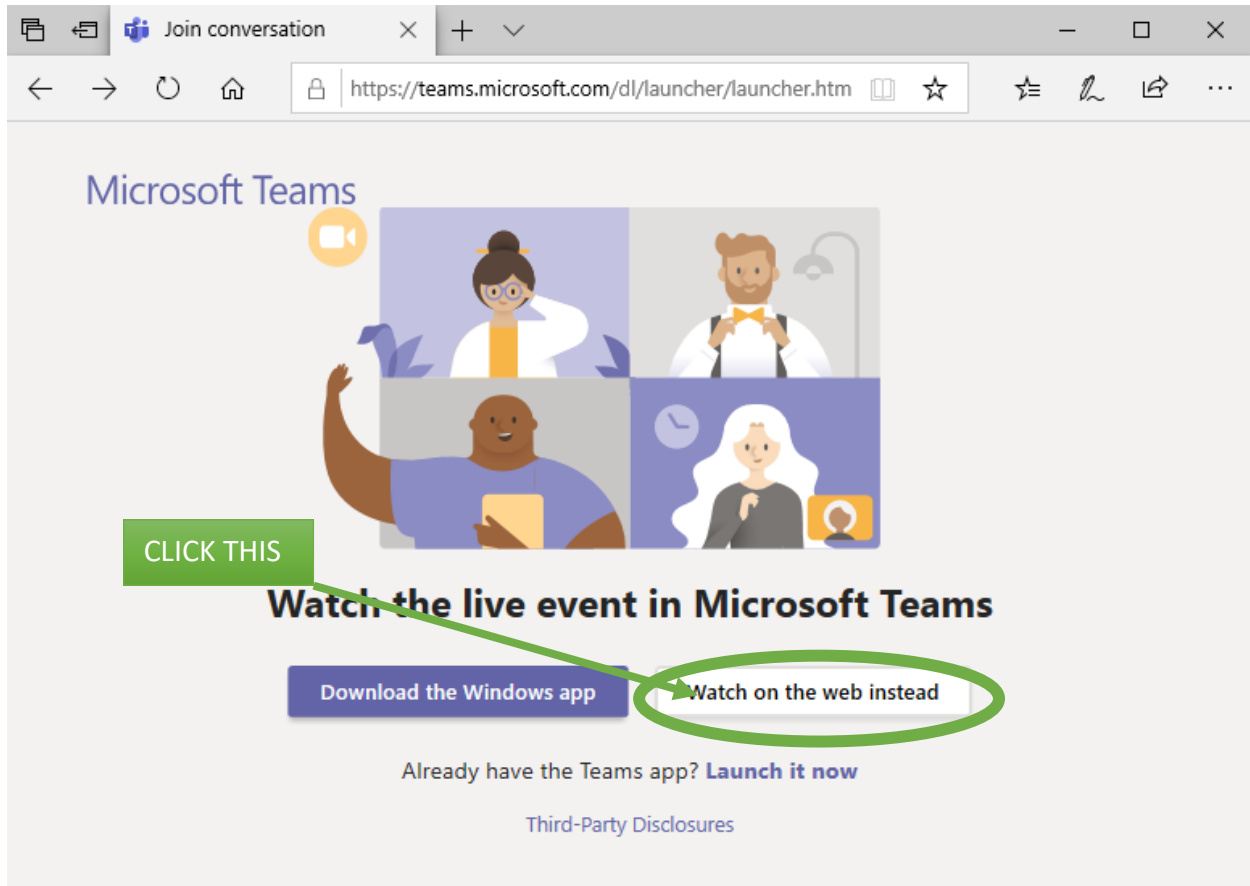 Join conversation
https://teams.microsoft.com/dl/launcher/launcher.htm
Microsoft Teams
CLICK THIS
Watch the live event in Microsoft Teams
Download the Windows app
Watch on the web instead
Already have the Teams app? Launch it now
Third-Party Disclosures